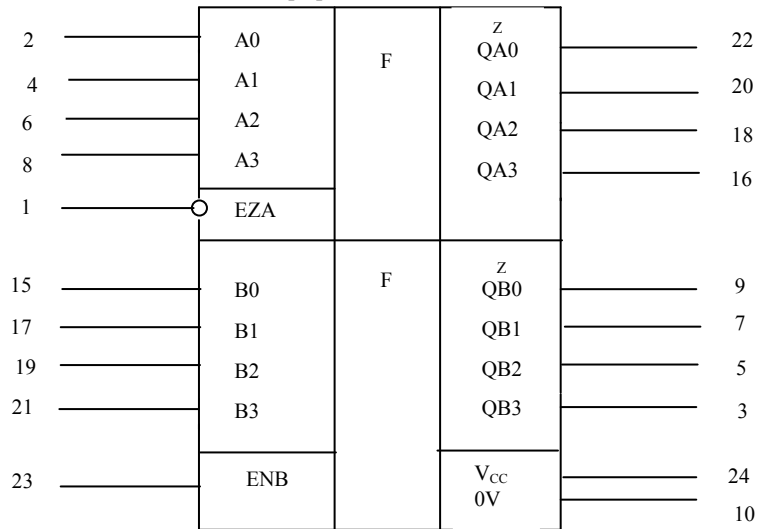 2 A0 F Z 22
QA0
4 A1 QA1 20
6 A2 QA2 18
8 A3 QA3 16
1 EZA
15 B0 F Z 9
QB0
17 B1 QB1 7
19 B2 QB2 5
21 B3 QB3 3
23 ENB VCC 24
0V 10